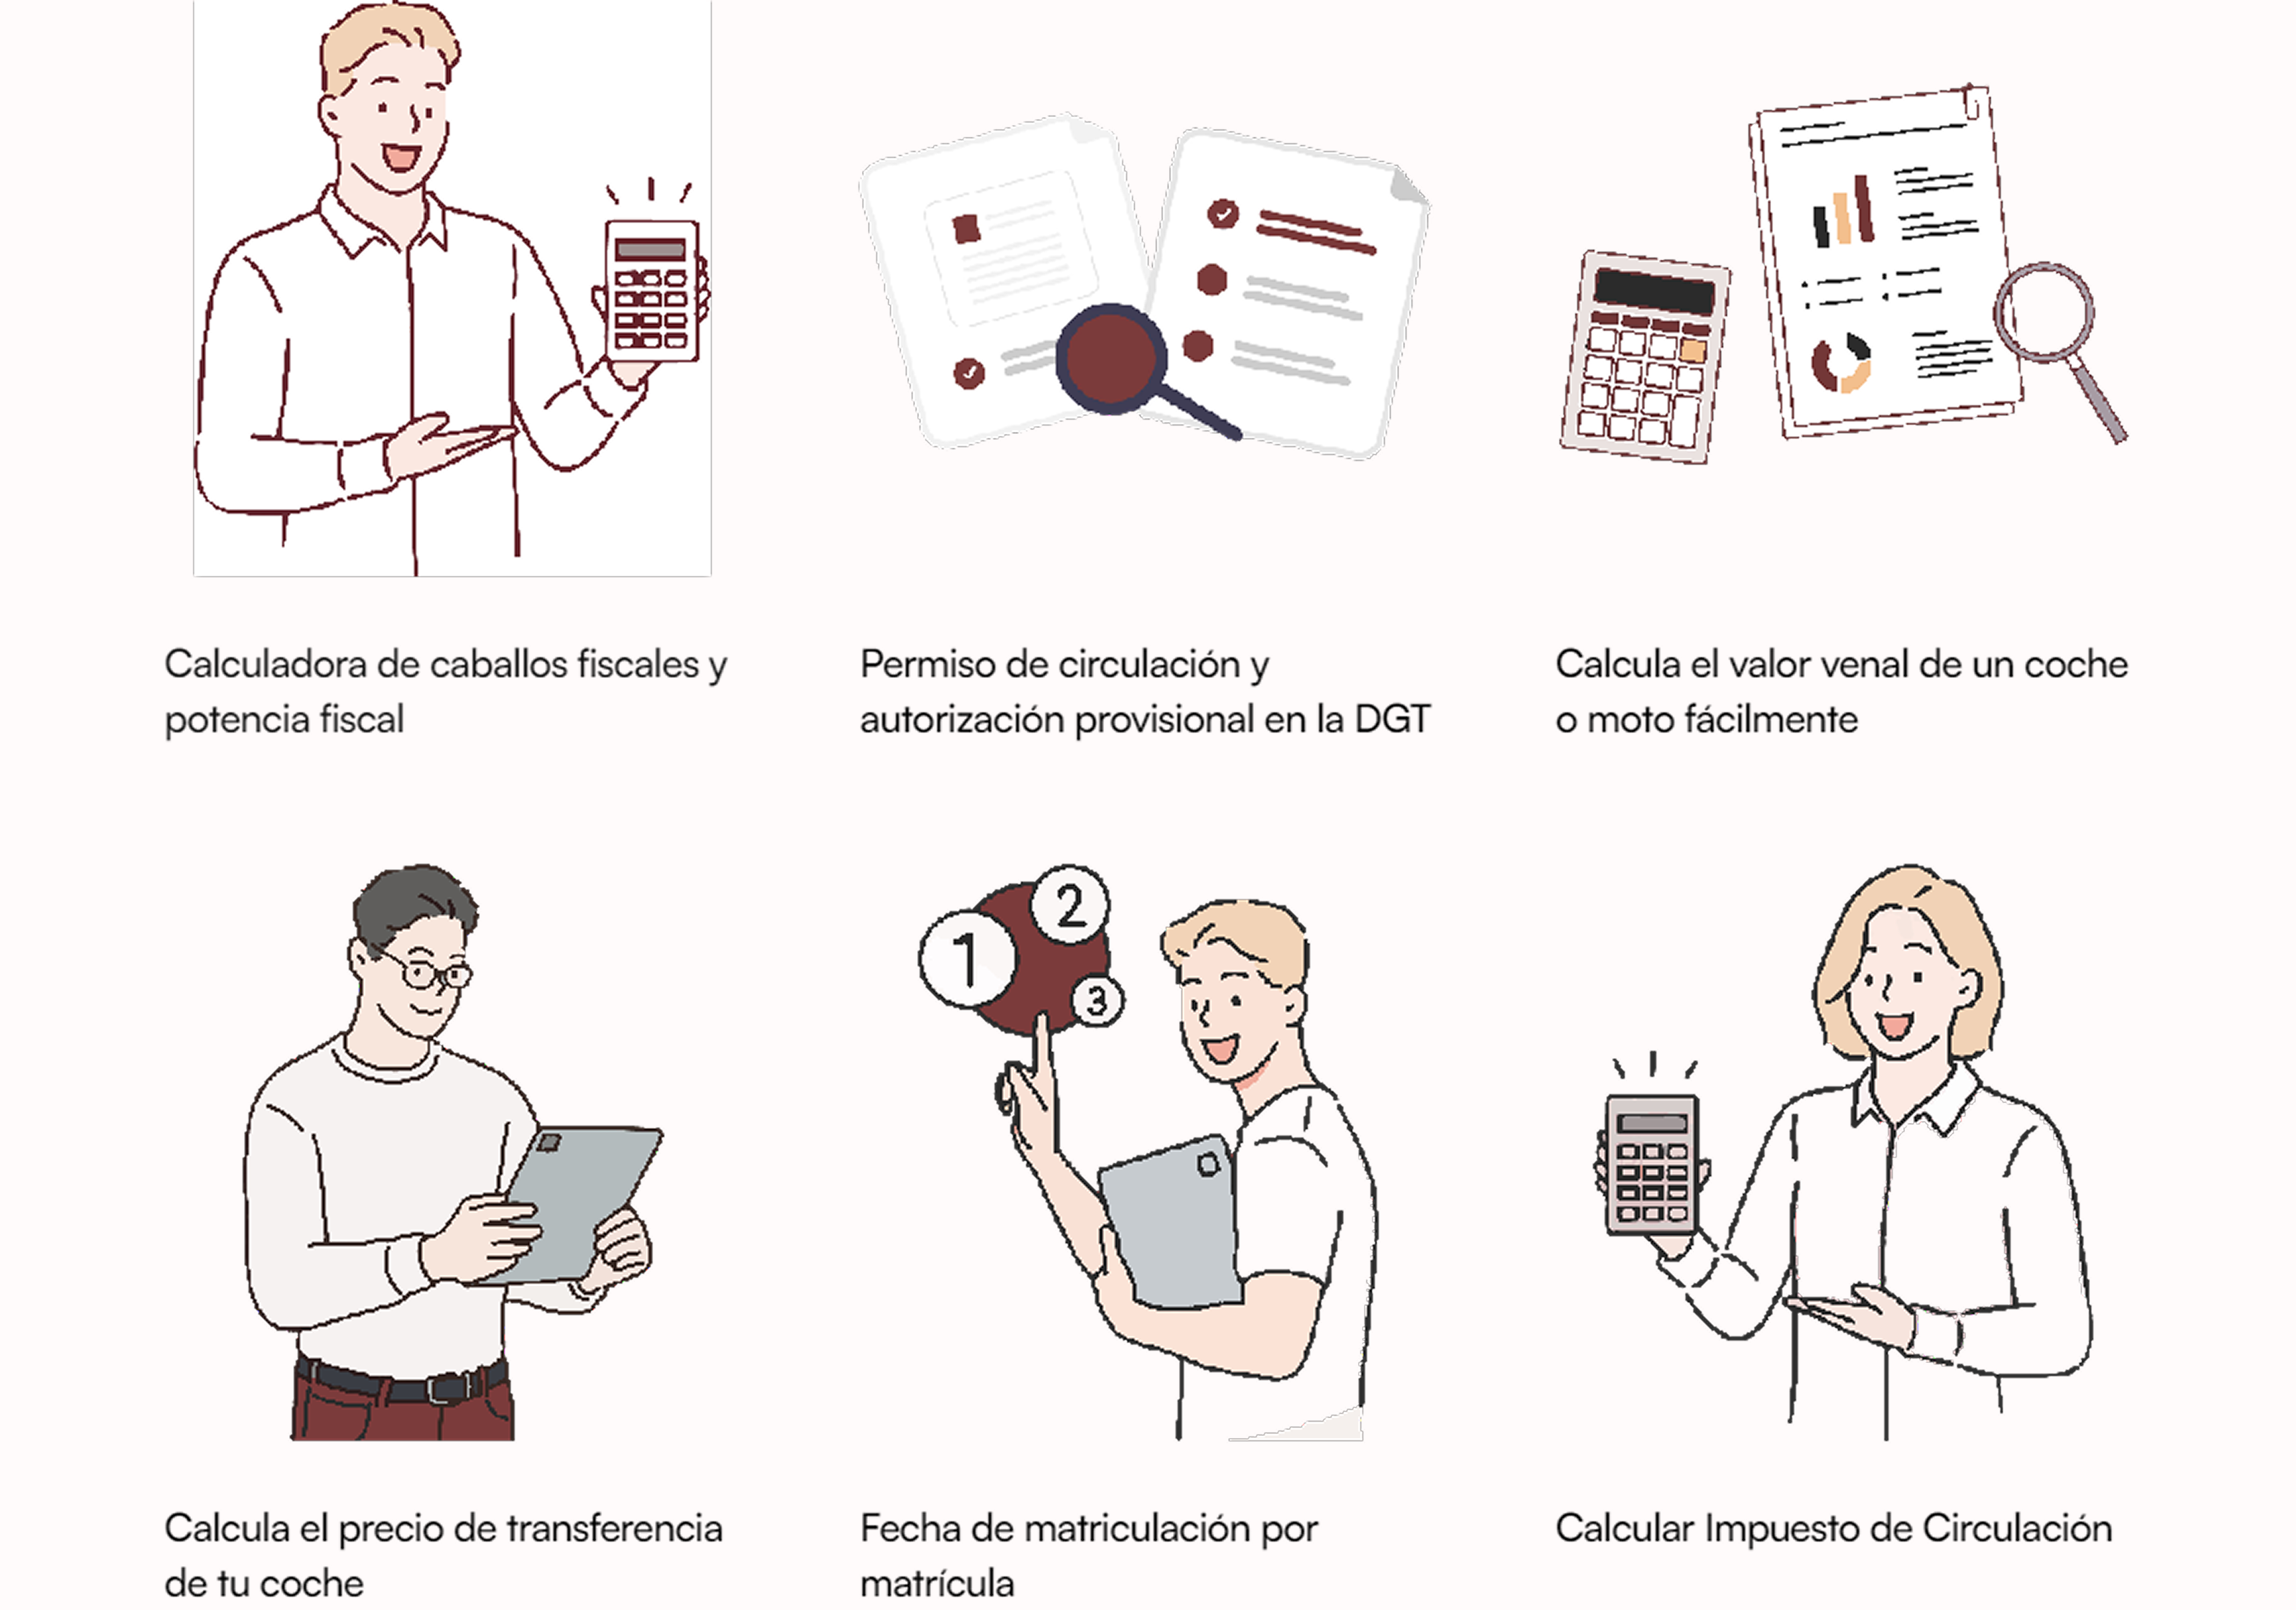 Calculadora de caballos fiscales y
potencia fiscal
Permiso de circulación y
autorización provisional en la DGT
Calcula el valor venal de un coche
o moto fácilmente
1
2
3
Calcula el precio de transferencia
de tu coche
Fecha de matriculación por
matrícula
Calcular Impuesto de Circulación